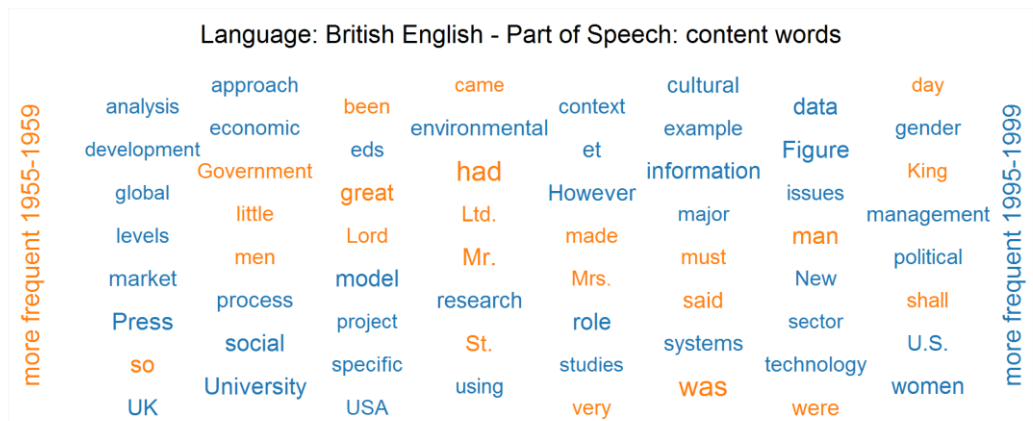 Language: British English - Part of Speech: content words
more frequent 1955-1959
approach came cultural day
analysis been context data
economic environmental example gender
development eds et Figure
Government had information King
global great However issues
little Ltd. major management
levels Lord made man
men Mr. must political
market model Mrs. New
process research said shall
Press project role sector
social St. systems U.S.
so specific studies technology
University using was women
UK USA very were
more frequent 1995-1999